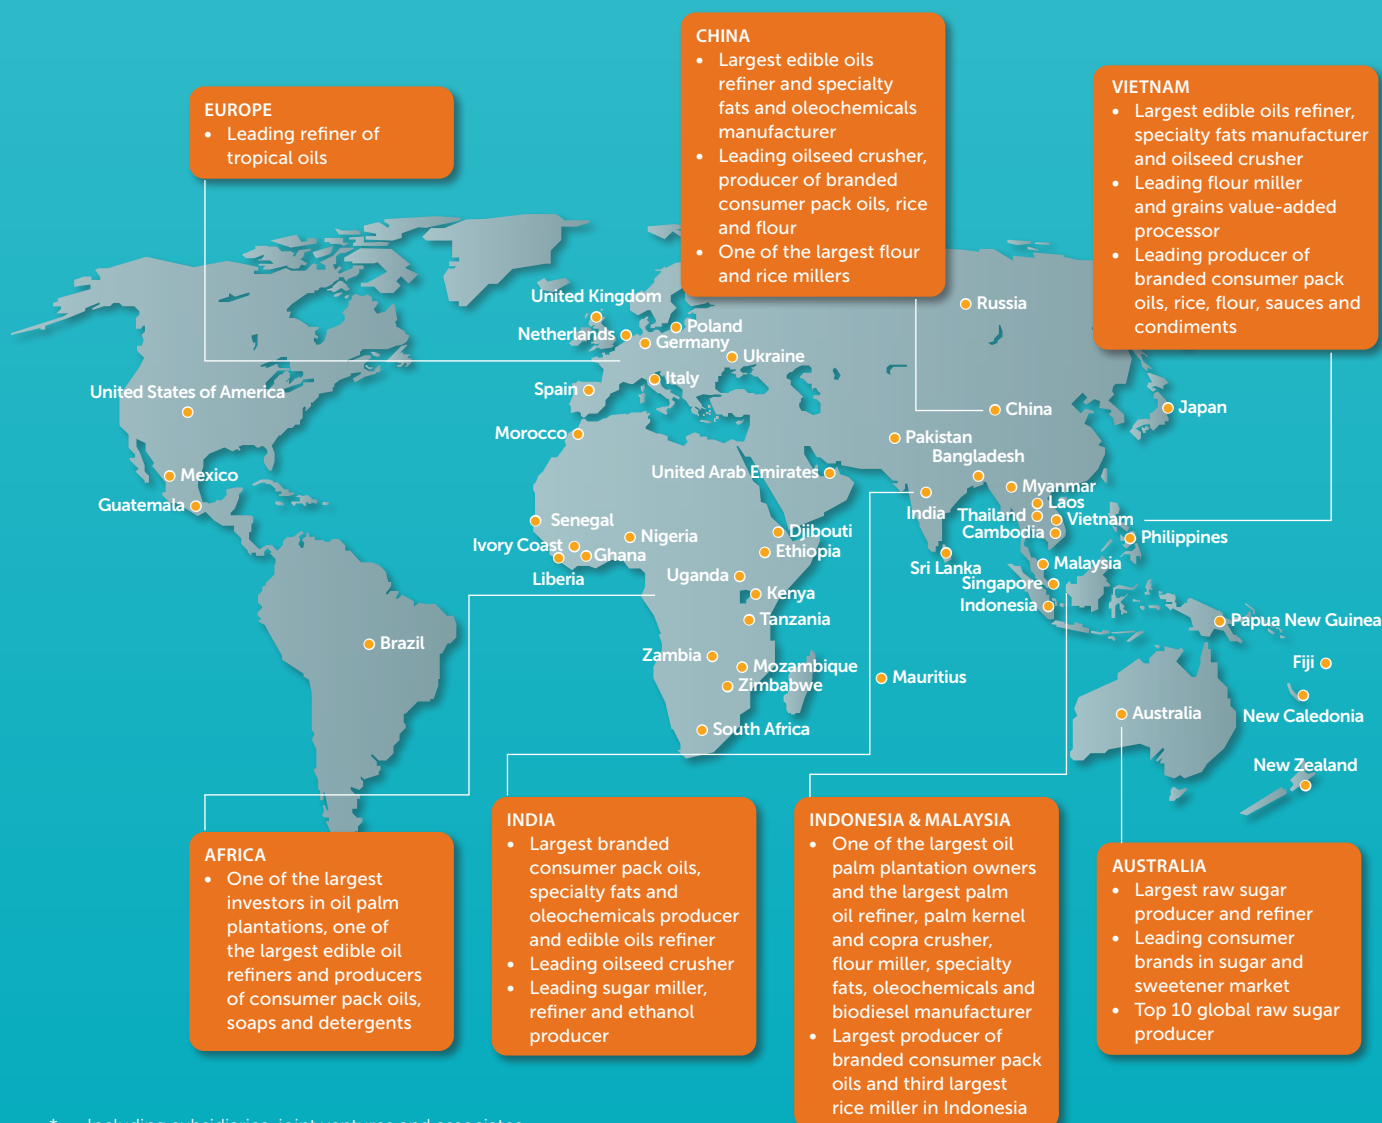 CHINA
• Largest edible oils
refiner and specialty
fats and oleochemicals
manufacturer
• Leading oilseed crusher,
producer of branded
consumer pack oils, rice
and flour
• One of the largest flour
and rice millers
VIETNAM
• Largest edible oils refiner,
specialty fats manufacturer
and oilseed crusher
• Leading flour miller
and grains value-added
processor
• Leading producer of
branded consumer pack
oils, rice, flour, sauces and
condiments
EUROPE
• Leading refiner of
tropical oils
United Kingdom
Netherlands
Poland
Germany
Ukraine
Italy
Spain
Russia
United States of America
China
Japan
Morocco
Pakistan
Bangladesh
Mexico
United Arab Emirates
Guatemala
Myanmar
Laos
India
Thailand
Vietnam
Cambodia
Philippines
Senegal
Nigeria
Djibouti
Ivory Coast
Ghana
Ethiopia
Liberia
Uganda
Sri Lanka
Malaysia
Singapore
Kenya
Indonesia
Tanzania
Papua New Guinea
Brazil
Zambia
Mozambique
Zimbabwe
Mauritius
Fiji
Australia
New Caledonia
South Africa
New Zealand
AFRICA
• One of the largest
investors in oil palm
plantations, one of
the largest edible oil
refiners and producers
of consumer pack oils,
soaps and detergents
INDIA
• Largest branded
consumer pack oils,
specialty fats and
oleochemicals producer
and edible oils refiner
• Leading oilseed crusher
• Leading sugar miller,
refiner and ethanol
producer
INDONESIA & MALAYSIA
• One of the largest oil
palm plantation owners
and the largest palm
oil refiner, palm kernel
and copra crusher,
flour miller, specialty
fats, oleochemicals and
biodiesel manufacturer
• Largest producer of
branded consumer pack
oils and third largest
rice miller in Indonesia
AUSTRALIA
• Largest raw sugar
producer and refiner
• Leading consumer
brands in sugar and
sweetener market
• Top 10 global raw sugar
producer
* Including subsidiaries, joint ventures and associates